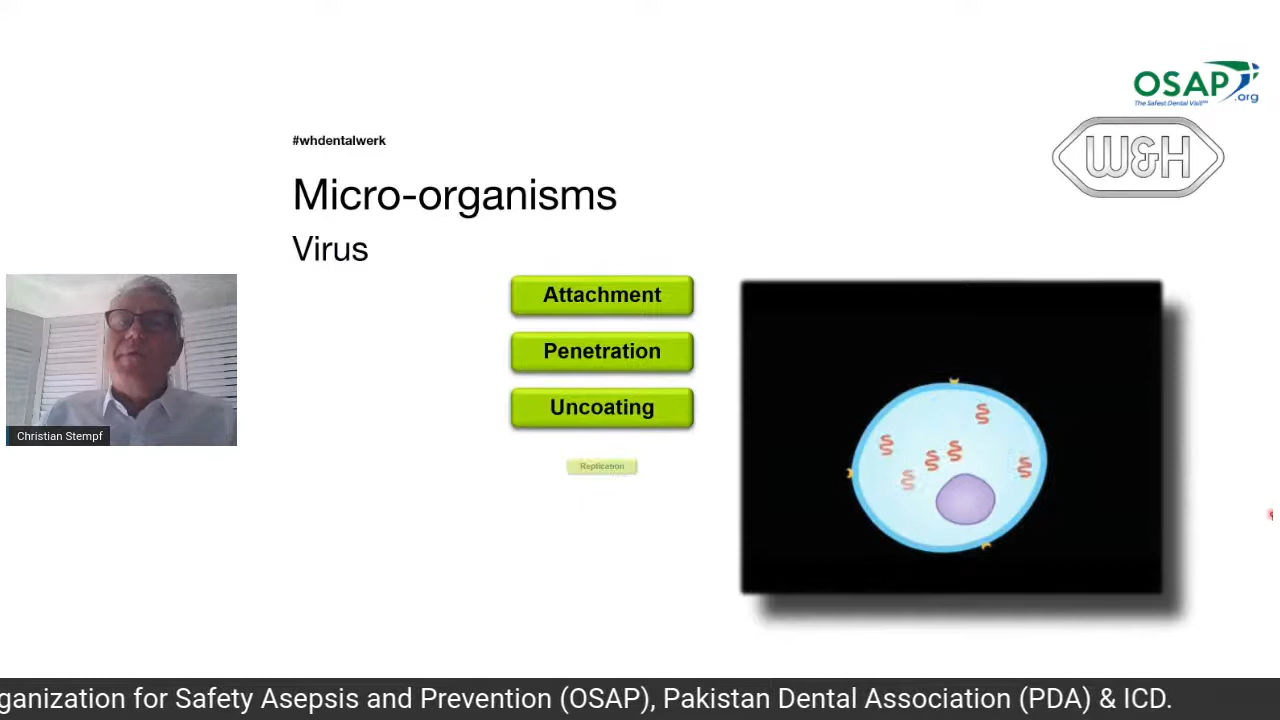 OSAP
.org
The Safest Dental Visit™
W&H
#whdentalwerk
Micro-organisms
Virus
Attachment
Penetration
Uncoating
Replication
Christian Stempf
ganization for Safety Asepsis and Prevention (OSAP), Pakistan Dental Association (PDA) & ICD.